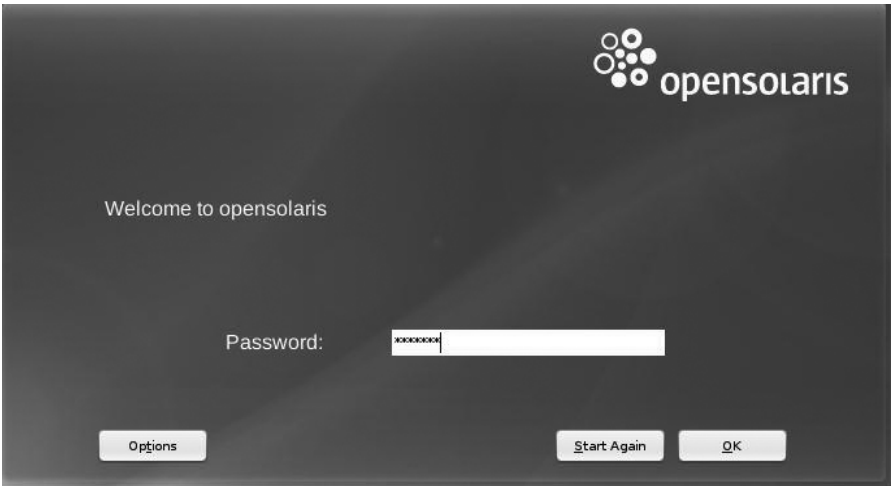 opensolaris
Welcome to opensolaris
Password:
********
Options
Start Again
OK